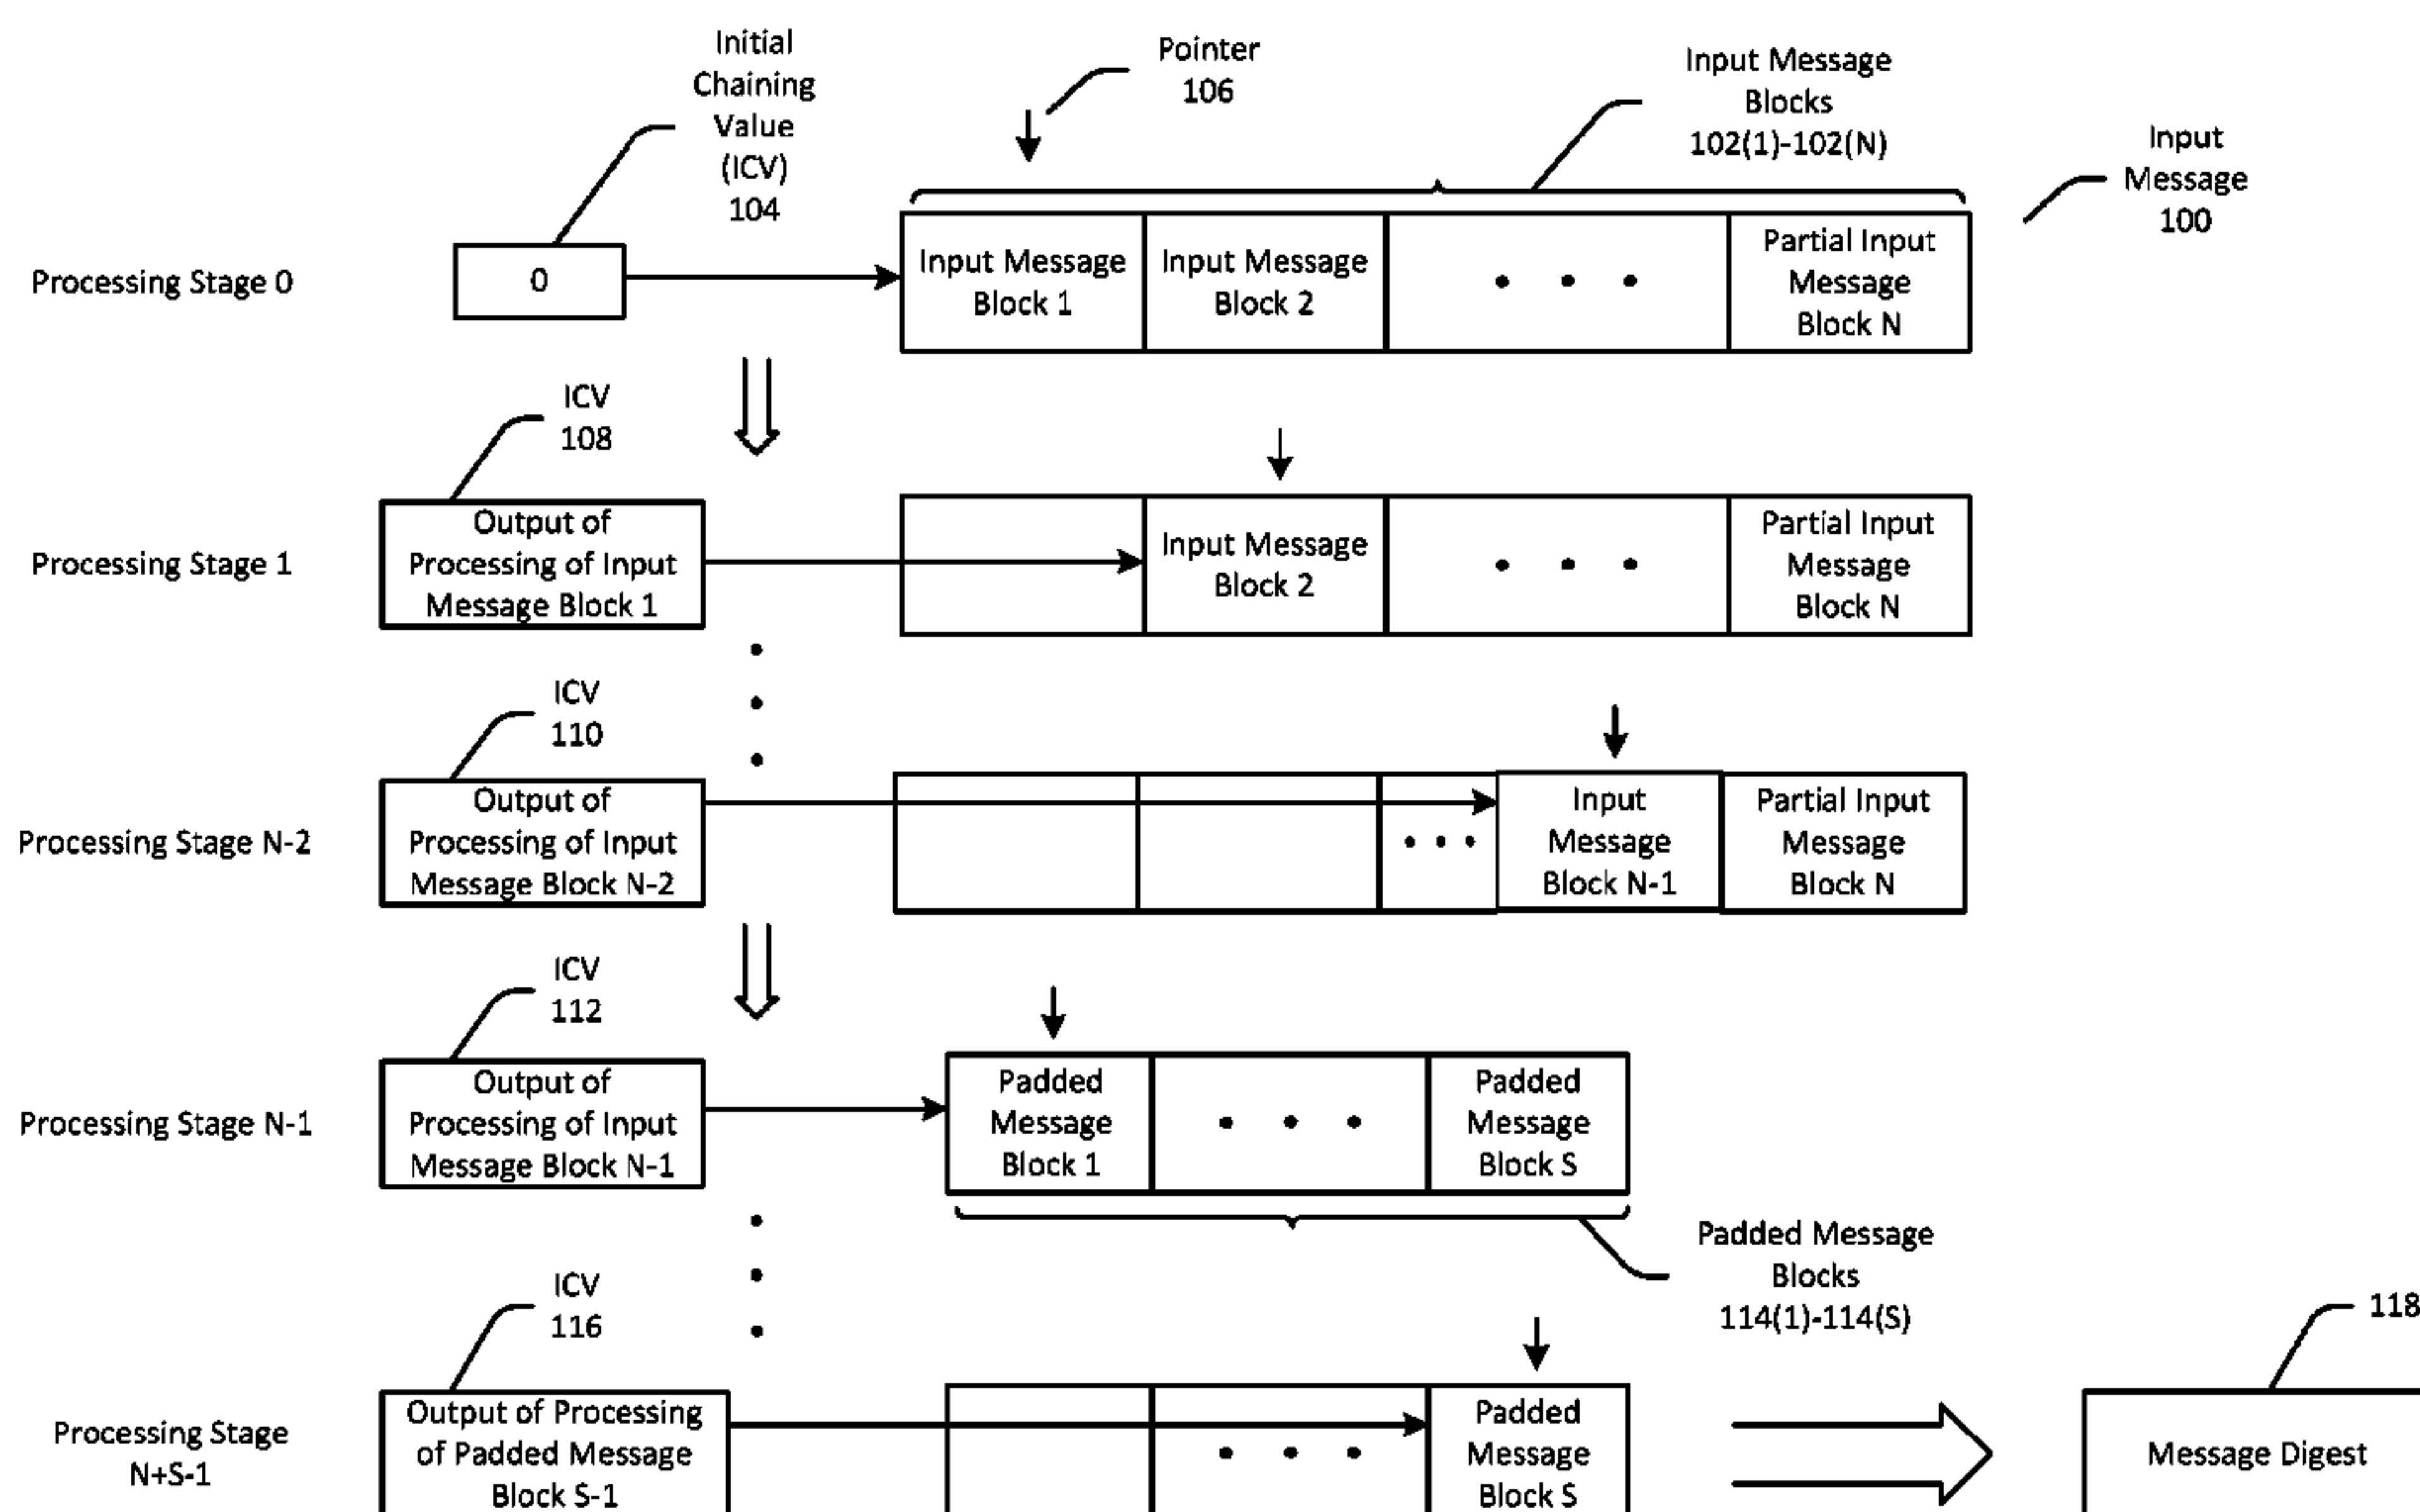 Initial
Chaining
Value
(ICV)
104
Pointer
106
Input Message
Blocks
102(1)-102(N)
Input
Message
100
Processing Stage 0
0
Input Message
Block 1
Input Message
Block 2
Partial Input
Message
Block N
ICV
108
Processing Stage 1
Output of
Processing of Input
Message Block 1
Input Message
Block 2
Partial Input
Message
Block N
ICV
110
Processing Stage N-2
Output of
Processing of Input
Message Block N-2
Input
Message
Block N-1
Partial Input
Message
Block N
ICV
112
Processing Stage N-1
Output of
Processing of Input
Message Block N-1
Padded
Message
Block 1
Padded
Message
Block S
Padded Message
Blocks
114(1)-114(S)
ICV
116
118
Processing Stage
N+S-1
Output of Processing
of Padded Message
Block S-1
Padded
Message
Block S
Message Digest